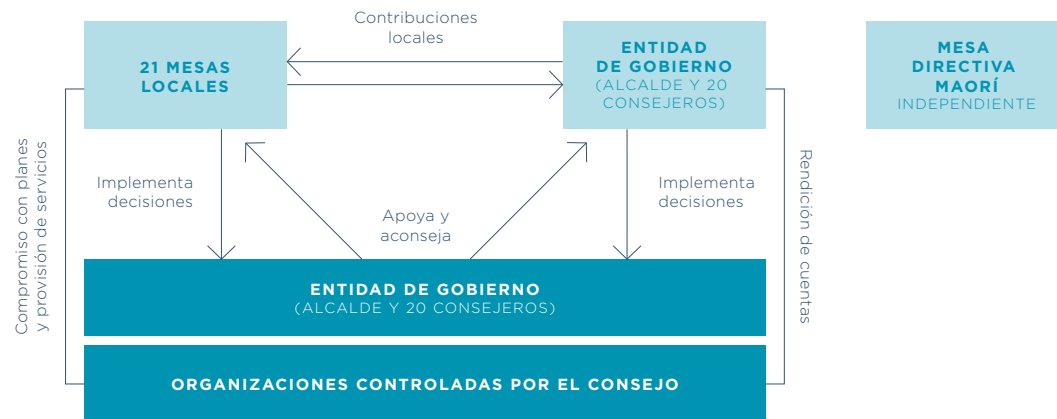 Contribuciones
locales
21 MESAS
LOCALES
ENTIDAD
DE GOBIERNO
(ALCALDE Y 20
CONSEJEROS)
MESA
DIRECTIVA
MAORÍ
INDEPENDIENTE
Compromiso con planes
y provisión de servicios
Implementa
decisiones
Apoya y
aconseja
Implementa
decisiones
Rendición de cuentas
ENTIDAD DE GOBIERNO
(ALCALDE Y 20 CONSEJEROS)
ORGANIZACIONES CONTROLADAS POR EL CONSEJO